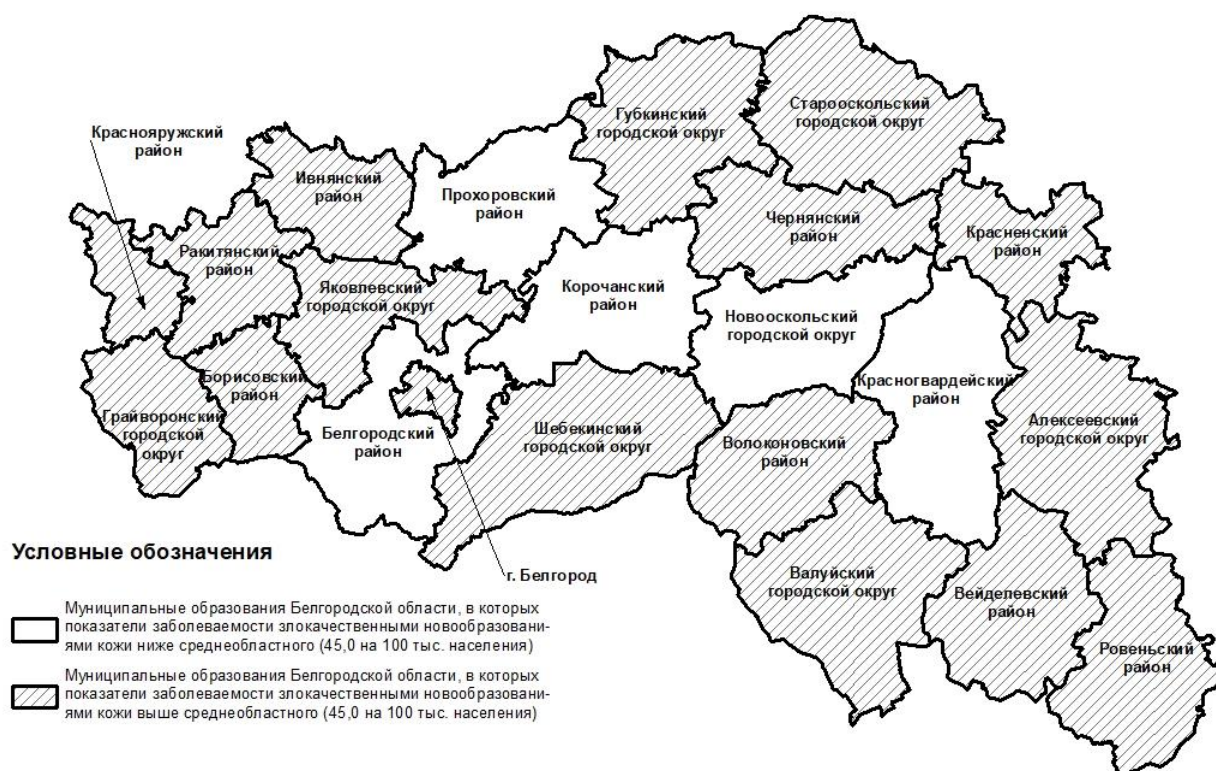 Губкинский
городской округ
Старооскольский
городской округ
Краснояружский
район
Ивнянский
район
Прохоровский
район
Чернянский
район
Красненский
район
Ракитянский
район
Яковлевский
городской округ
Корочанский
район
Новооскольский
городской округ
Борисовский
район
Красногвардейский
район
Грайворонский
городской
округ
Белгородский
район
Шебекинский
городской округ
Волоконовский
район
Алексеевский
городской округ
г. Белгород
Валуйский
городской округ
Вейделевский
район
Ровеньский
район
Условные обозначения
Муниципальные образования Белгородской области, в которых
показатели заболеваемости злокачественными новообразовани-
ями кожи ниже среднеобластного (45,0 на 100 тыс. населения)
Муниципальные образования Белгородской области, в которых
показатели заболеваемости злокачественными новообразовани-
ями кожи выше среднеобластного (45,0 на 100 тыс. населения)